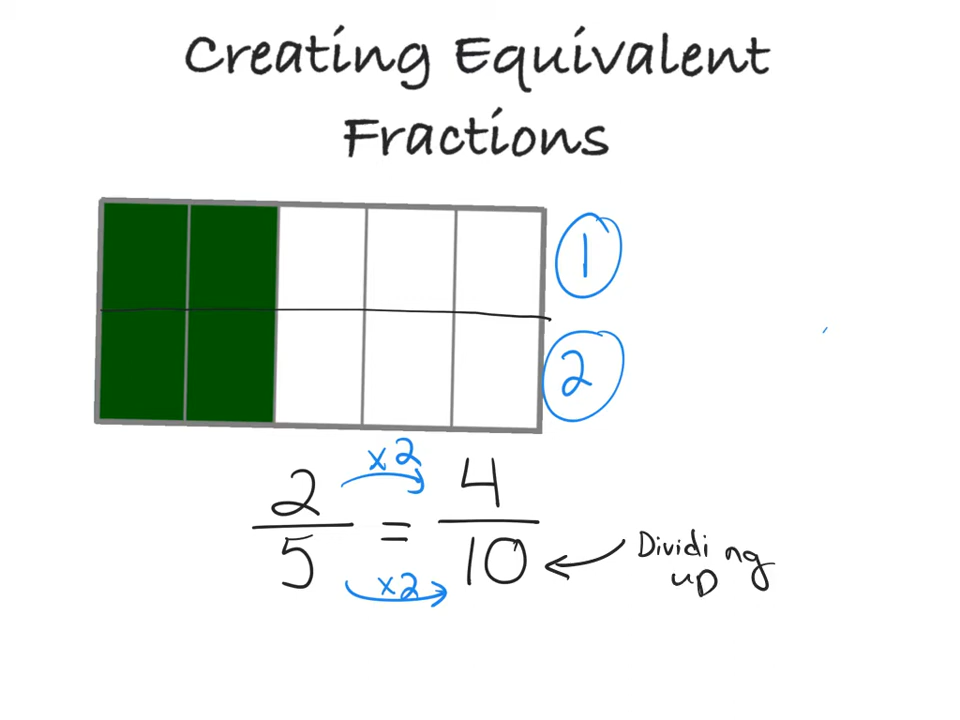 Creating Equivalent
Fractions
1
2
x2
2 = 4
5 10
x2
Dividing
up